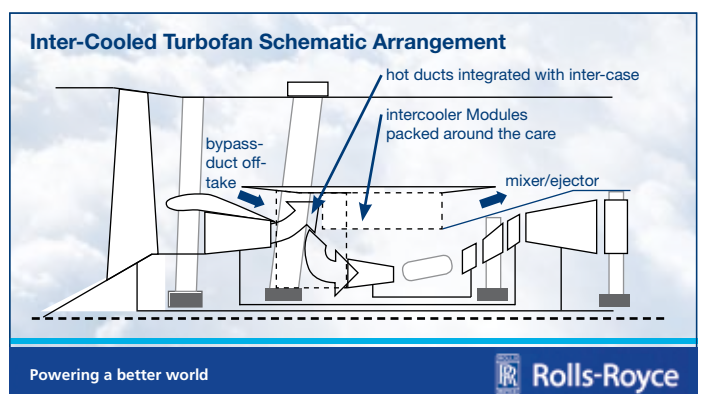 Inter-Cooled Turbofan Schematic Arrangement
hot ducts integrated with inter-case
intercooler Modules
packed around the care
bypass-
duct off-
take
mixer/ejector
Powering a better world
RR
Rolls-Royce